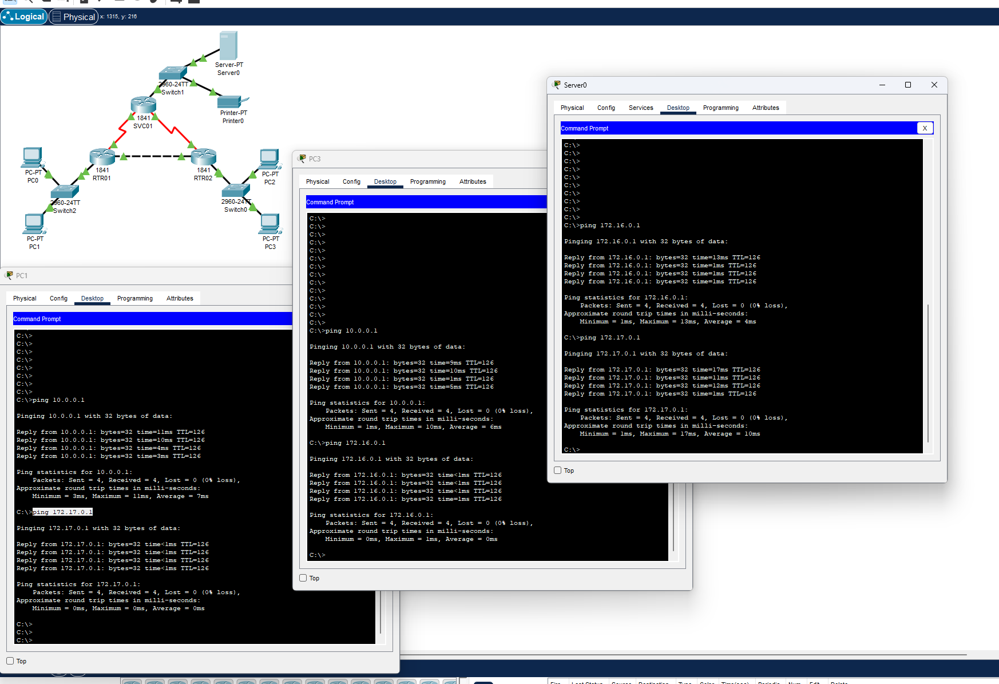 Logical
Physical
x: 1315, y: 216
Server-PT
Server0
2960-24TT
Switch1
Printer-PT
Printer0
1841
SVC01
PC-PT
PC0
1841
RTR01
1841
RTR02
PC-PT
PC2
2960-24TT
Switch2
2960-24TT
Switch0
PC-PT
PC1
PC-PT
PC3
PC1
Physical
Config
Desktop
Programming
Attributes
Command Prompt
C:\>
C:\>
C:\>
C:\>
C:\>
C:\>
C:\>
C:\>
C:\>ping 10.0.0.1
Pinging 10.0.0.1 with 32 bytes of data:
Reply from 10.0.0.1: bytes=32 time=11ms TTL=126
Reply from 10.0.0.1: bytes=32 time=10ms TTL=126
Reply from 10.0.0.1: bytes=32 time=4ms TTL=126
Reply from 10.0.0.1: bytes=32 time=3ms TTL=126
Ping statistics for 10.0.0.1:
Packets: Sent = 4, Received = 4, Lost = 0 (0% loss),
Approximate round trip times in milli-seconds:
Minimum = 3ms, Maximum = 11ms, Average = 7ms
C:\>ping 172.17.0.1
Pinging 172.17.0.1 with 32 bytes of data:
Reply from 172.17.0.1: bytes=32 time<1ms TTL=126
Reply from 172.17.0.1: bytes=32 time<1ms TTL=126
Reply from 172.17.0.1: bytes=32 time<1ms TTL=126
Reply from 172.17.0.1: bytes=32 time<1ms TTL=126
Ping statistics for 172.17.0.1:
Packets: Sent = 4, Received = 4, Lost = 0 (0% loss),
Approximate round trip times in milli-seconds:
Minimum = 0ms, Maximum = 0ms, Average = 0ms
C:\>
C:\>
C:\>
Top
PC3
Physical
Config
Desktop
Programming
Attributes
Command Prompt
C:\>
C:\>
C:\>
C:\>
C:\>
C:\>
C:\>
C:\>
C:\>
C:\>
C:\>
C:\>
C:\>
C:\>
C:\>ping 10.0.0.1
Pinging 10.0.0.1 with 32 bytes of data:
Reply from 10.0.0.1: bytes=32 time=9ms TTL=126
Reply from 10.0.0.1: bytes=32 time=10ms TTL=126
Reply from 10.0.0.1: bytes=32 time=1ms TTL=126
Reply from 10.0.0.1: bytes=32 time=5ms TTL=126
Ping statistics for 10.0.0.1:
Packets: Sent = 4, Received = 4, Lost = 0 (0% loss),
Approximate round trip times in milli-seconds:
Minimum = 1ms, Maximum = 10ms, Average = 6ms
C:\>ping 172.16.0.1
Pinging 172.16.0.1 with 32 bytes of data:
Reply from 172.16.0.1: bytes=32 time<1ms TTL=126
Reply from 172.16.0.1: bytes=32 time<1ms TTL=126
Reply from 172.16.0.1: bytes=32 time<1ms TTL=126
Reply from 172.16.0.1: bytes=32 time=1ms TTL=126
Ping statistics for 172.16.0.1:
Packets: Sent = 4, Received = 4, Lost = 0 (0% loss),
Approximate round trip times in milli-seconds:
Minimum = 0ms, Maximum = 1ms, Average = 0ms
C:\>
Top
Server0
Physical
Config
Services
Desktop
Programming
Attributes
Command Prompt
X
C:\>
C:\>
C:\>
C:\>
C:\>
C:\>
C:\>
C:\>
C:\>
C:\>
C:\>ping 172.16.0.1
Pinging 172.16.0.1 with 32 bytes of data:
Reply from 172.16.0.1: bytes=32 time=13ms TTL=126
Reply from 172.16.0.1: bytes=32 time=1ms TTL=126
Reply from 172.16.0.1: bytes=32 time=1ms TTL=126
Reply from 172.16.0.1: bytes=32 time=1ms TTL=126
Ping statistics for 172.16.0.1:
Packets: Sent = 4, Received = 4, Lost = 0 (0% loss),
Approximate round trip times in milli-seconds:
Minimum = 1ms, Maximum = 13ms, Average = 4ms
C:\>ping 172.17.0.1
Pinging 172.17.0.1 with 32 bytes of data:
Reply from 172.17.0.1: bytes=32 time=17ms TTL=126
Reply from 172.17.0.1: bytes=32 time=11ms TTL=126
Reply from 172.17.0.1: bytes=32 time=12ms TTL=126
Reply from 172.17.0.1: bytes=32 time=1ms TTL=126
Ping statistics for 172.17.0.1:
Packets: Sent = 4, Received = 4, Lost = 0 (0% loss),
Approximate round trip times in milli-seconds:
Minimum = 1ms, Maximum = 17ms, Average = 10ms
C:\>
Top